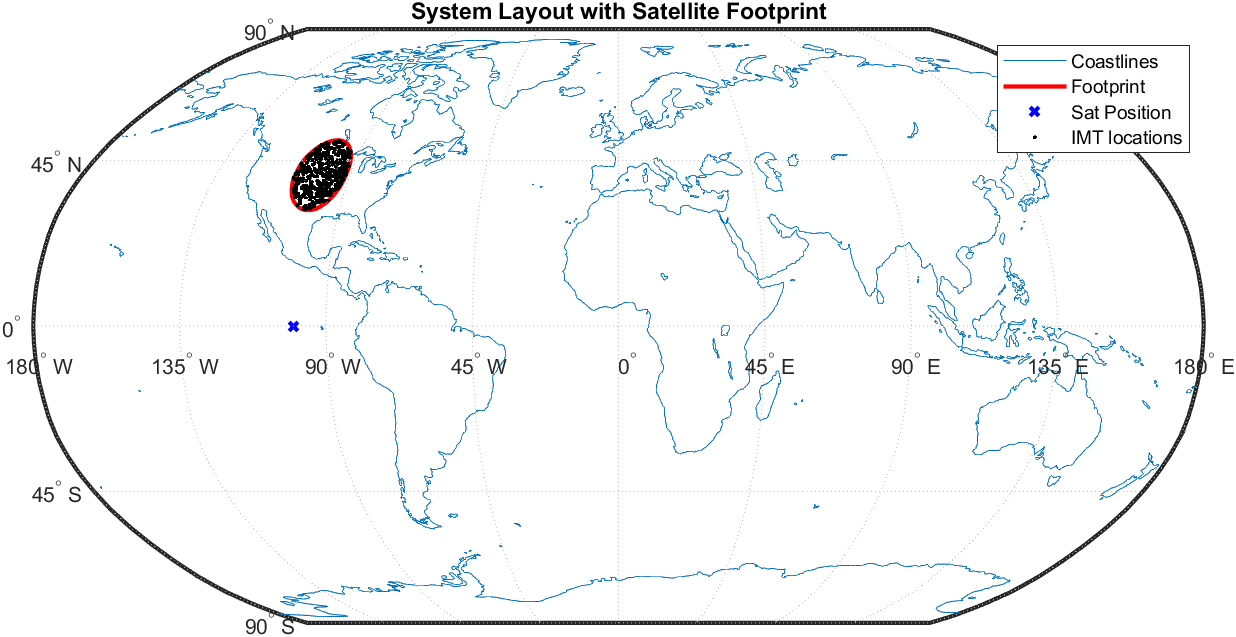 System Layout with Satellite Footprint
90° N
Coastlines
Footprint
Sat Position
IMT locations
45° N
0°
180° W
135° W
90° W
45° W
0°
45° E
90° E
135° E
180° E
45° S
90° S